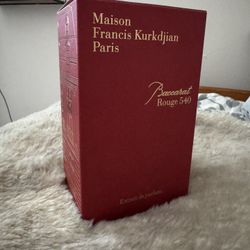 Maison
Francis Kurkdjian
Paris
Baccarat
Rouge 540
Extrait de parfum